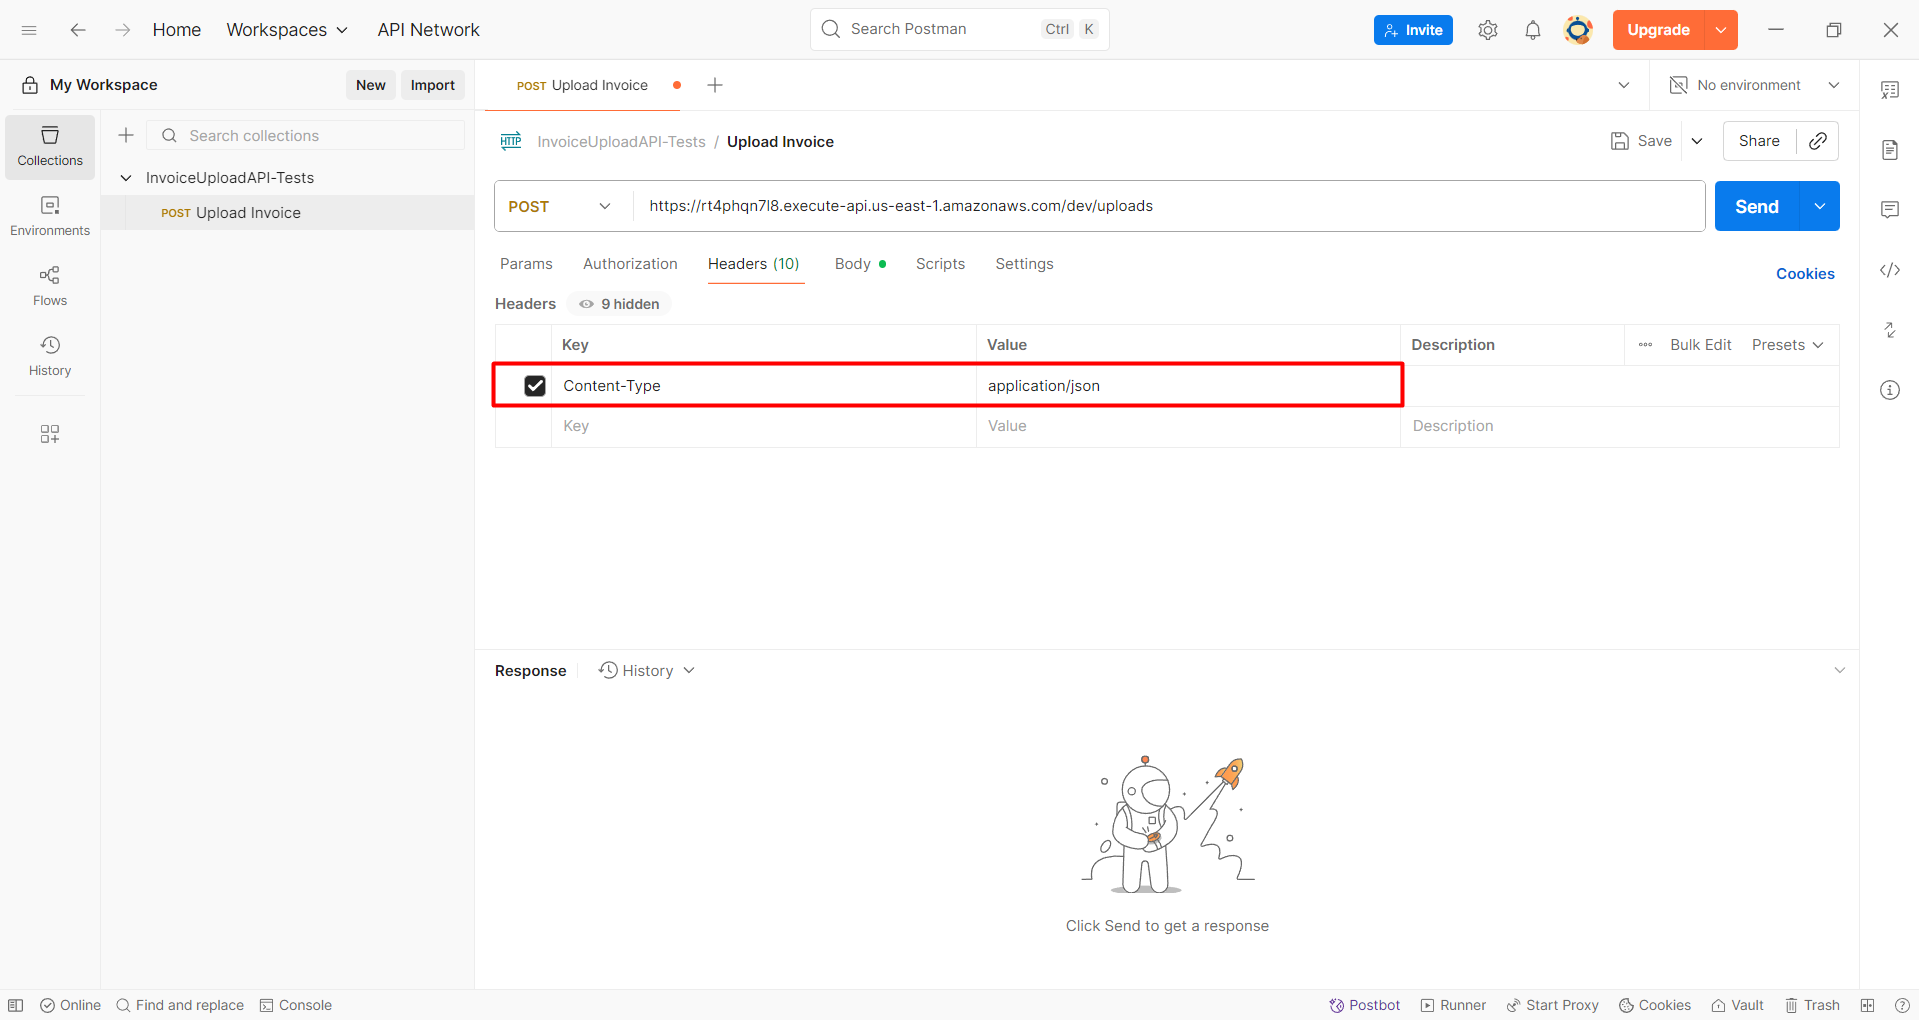 Home Workspaces API Network Search Postman Ctrl K Invite Upgrade
My Workspace New Import POST Upload Invoice No environment
Search collections
Collections
InvoiceUploadAPI-Tests
POST Upload Invoice
Environments
Flows
History
HTTP InvoiceUploadAPI-Tests / Upload Invoice Save Share
POST https://rt4phqn7l8.execute-api.us-east-1.amazonaws.com/dev/uploads Send
Params Authorization Headers (10) Body Scripts Settings Cookies
Headers 9 hidden
Key Value Description Bulk Edit Presets
Content-Type application/json
Key Value Description
Response History
Click Send to get a response
Online Find and replace Console Postbot Runner Start Proxy Cookies Vault Trash